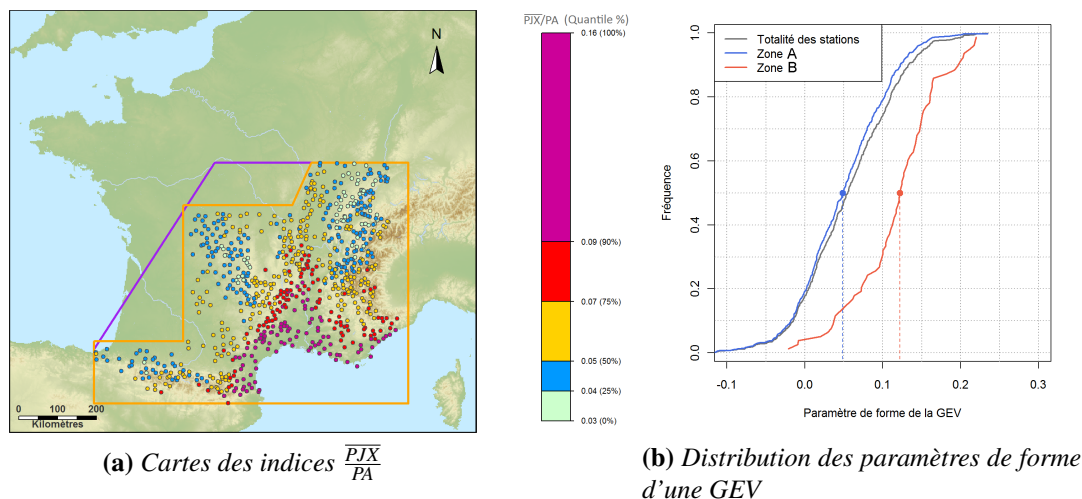 N
0 100 200
Kilomètres
PJX/PA (Quantile %)
0.16 (100%)
0.09 (90%)
0.07 (75%)
0.05 (50%)
0.04 (25%)
0.03 (0%)
Totalité des stations
Zone A
Zone B
Fréquence
0.0
0.2
0.4
0.6
0.8
1.0
-0.1
0.0
0.1
0.2
0.3
Paramètre de forme de la GEV
(a) Cartes des indices PJX/PA
(b) Distribution des paramètres de forme
d'une GEV